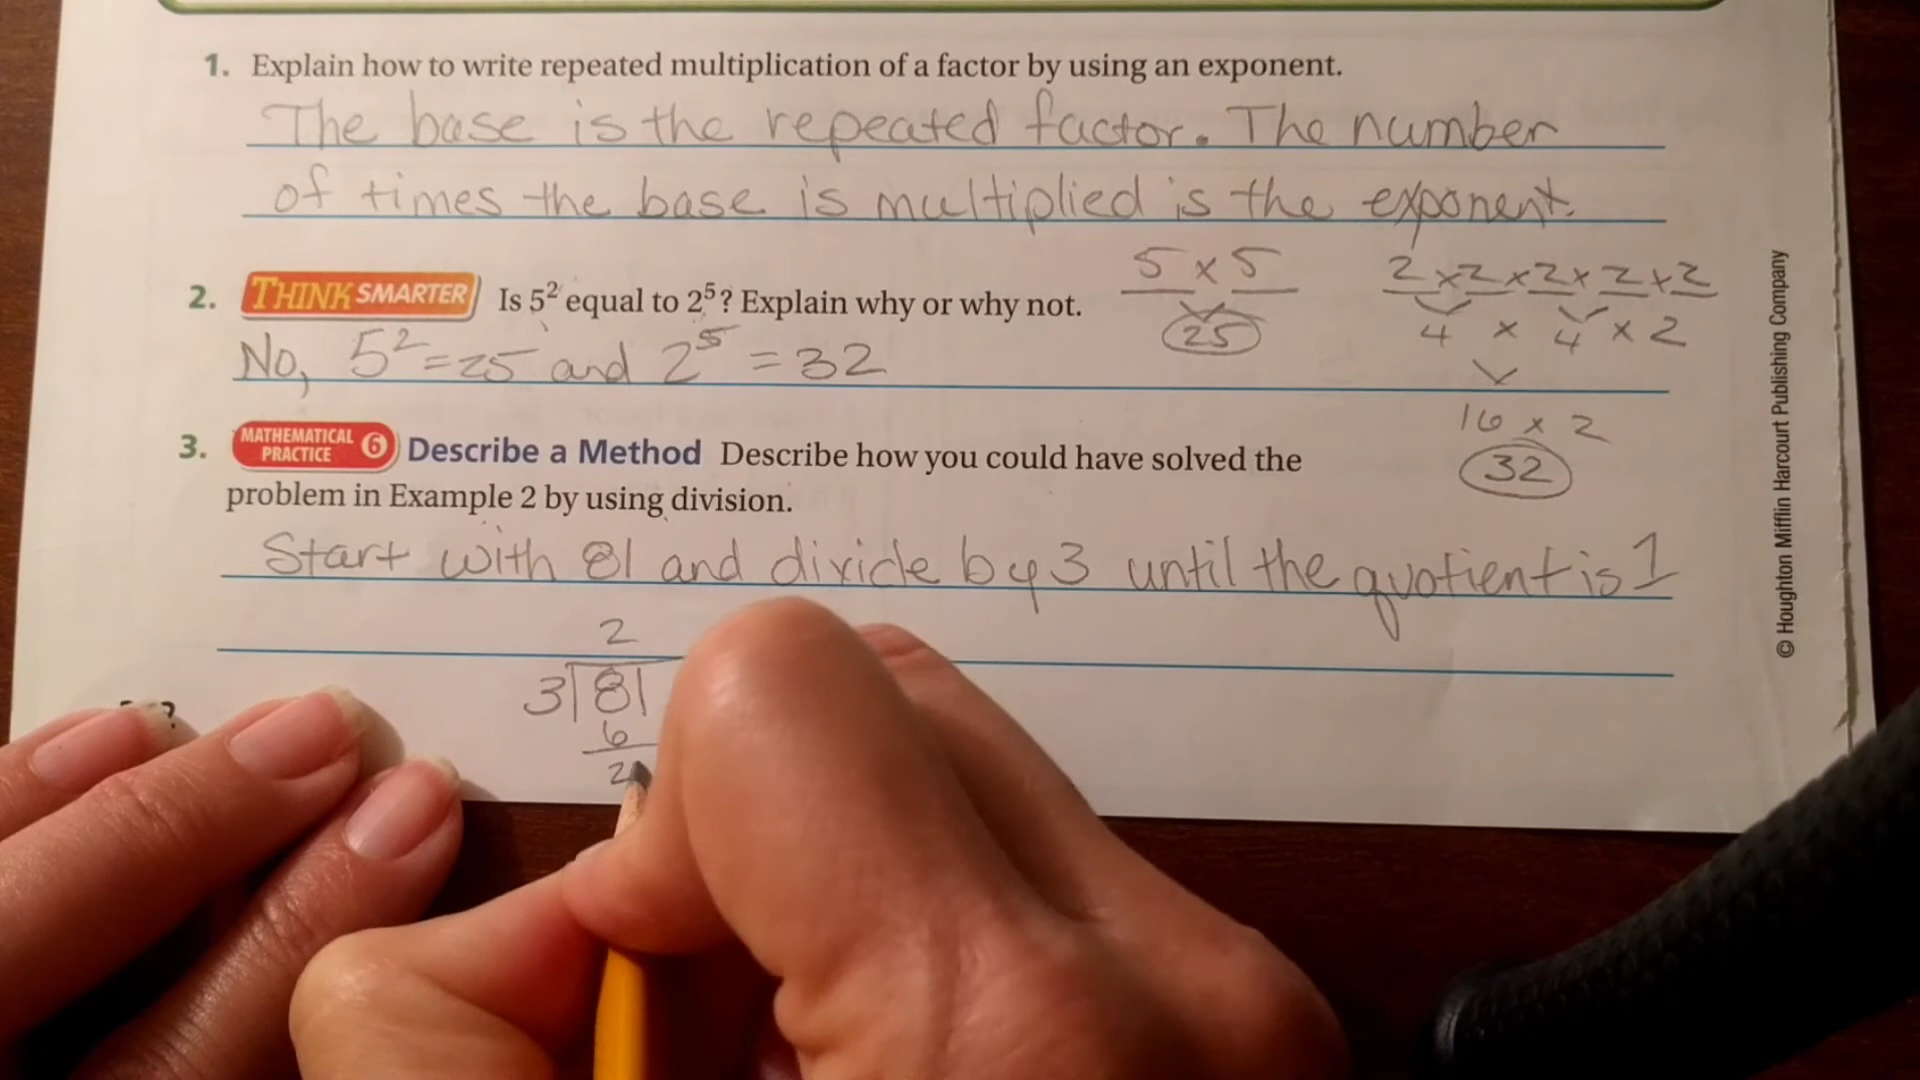 1. Explain how to write repeated multiplication of a factor by using an exponent.
The base is the repeated factor. The number
of times the base is multiplied is the exponent.
2. THINK SMARTER Is 5² equal to 2⁵? Explain why or why not.
5 x 5
25
2 x 2 x 2 x 2 x 2
4 x 4 x 2
16 x 2
32
No, 5² = 25 and 2⁵ = 32
3. MATHEMATICAL PRACTICE 6 Describe a Method Describe how you could have solved the
problem in Example 2 by using division.
Start with 81 and divide by 3 until the quotient is 1
2
3 81
6
2
© Houghton Mifflin Harcourt Publishing Company